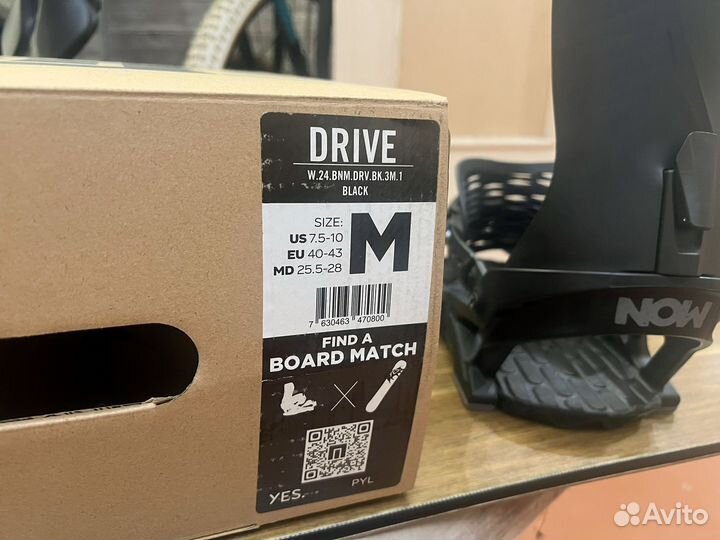 DRIVE
W.24.BNM.DRV.BK.3M.1
BLACK
SIZE:
US 7.5-10
EU 40-43
MD 25.5-28
M
7 630463 470800
FIND A
BOARD MATCH
YES.
PYL
NOW
Avito